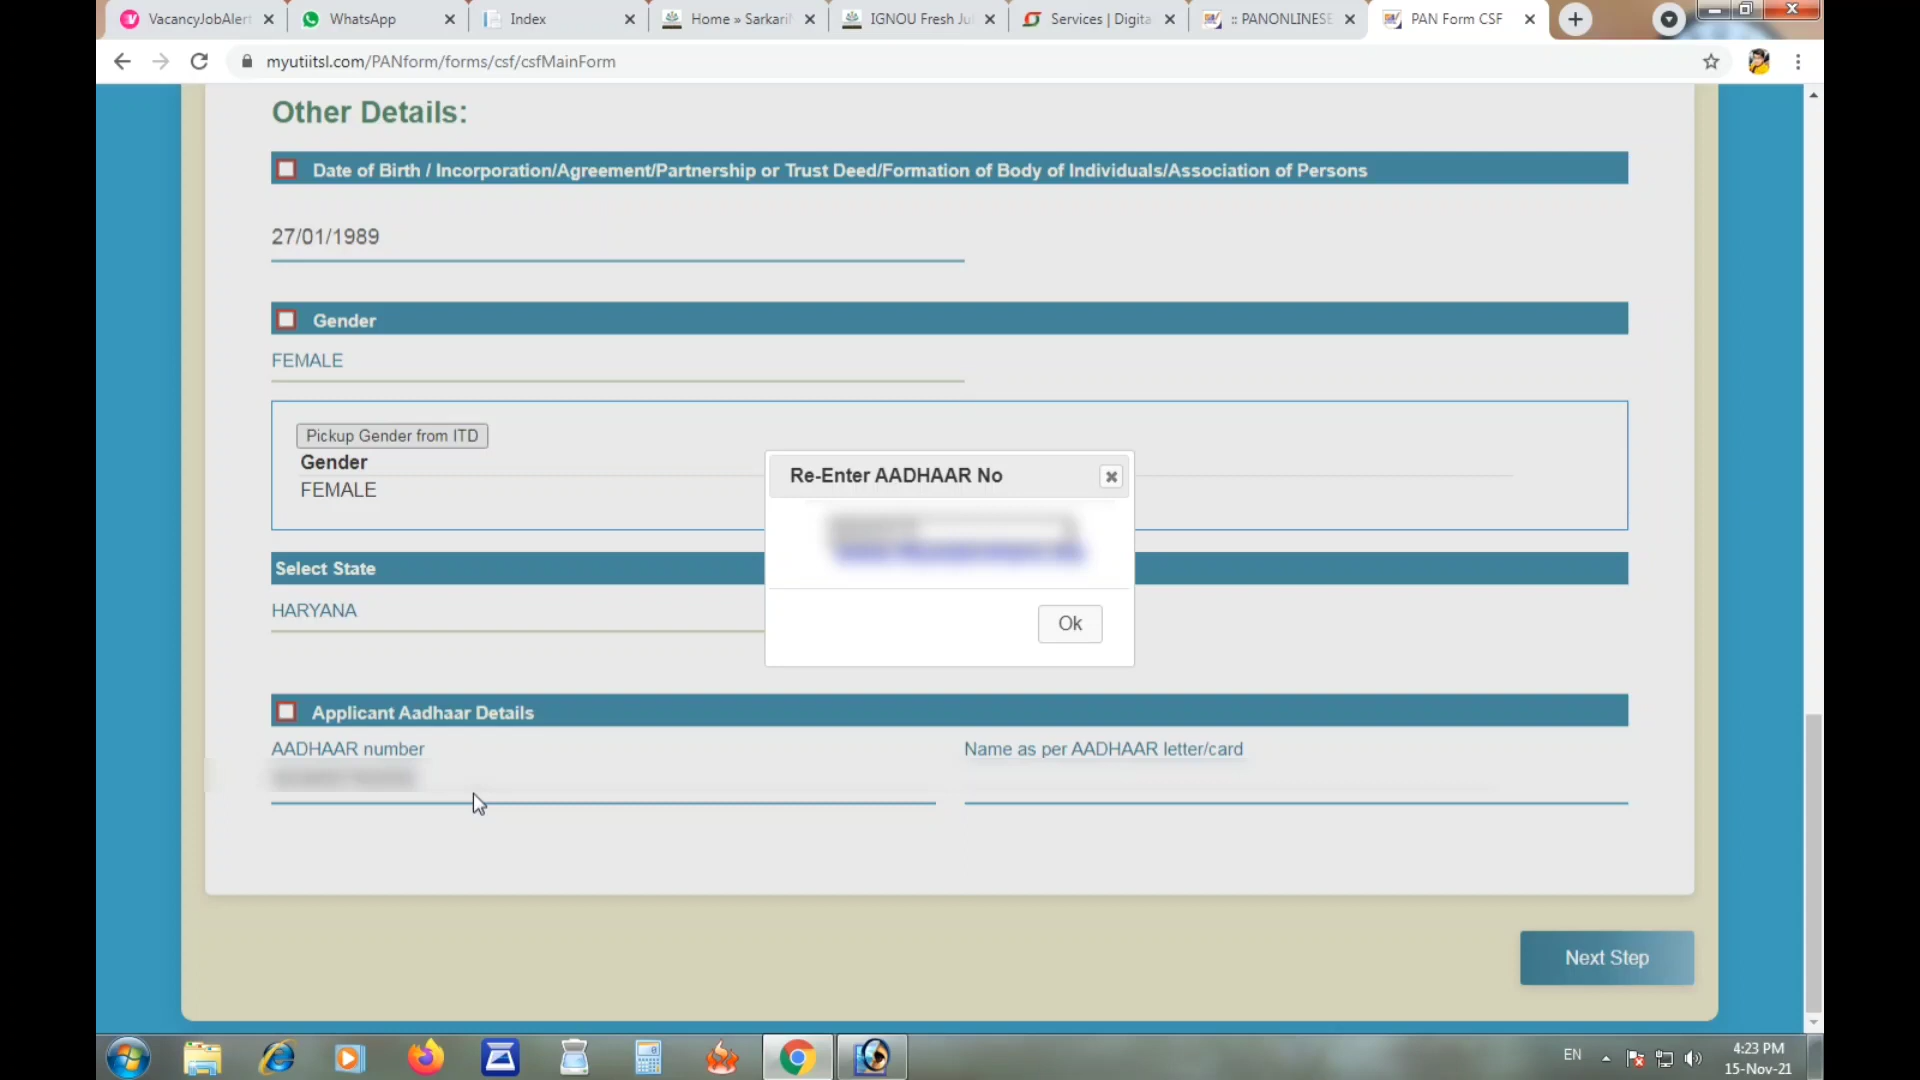 VacancyJobAlert
WhatsApp
Index
Home » Sarkari
IGNOU Fresh Ju
Services | Digita
:: PANONLINESE
PAN Form CSF
myutiitsl.com/PANform/forms/csf/csfMainForm
Other Details:
Date of Birth / Incorporation/Agreement/Partnership or Trust Deed/Formation of Body of Individuals/Association of Persons
27/01/1989
Gender
FEMALE
Pickup Gender from ITD
Gender
FEMALE
Re-Enter AADHAAR No
Ok
Select State
HARYANA
Applicant Aadhaar Details
AADHAAR number
Name as per AADHAAR letter/card
Next Step
EN
4:23 PM
15-Nov-21